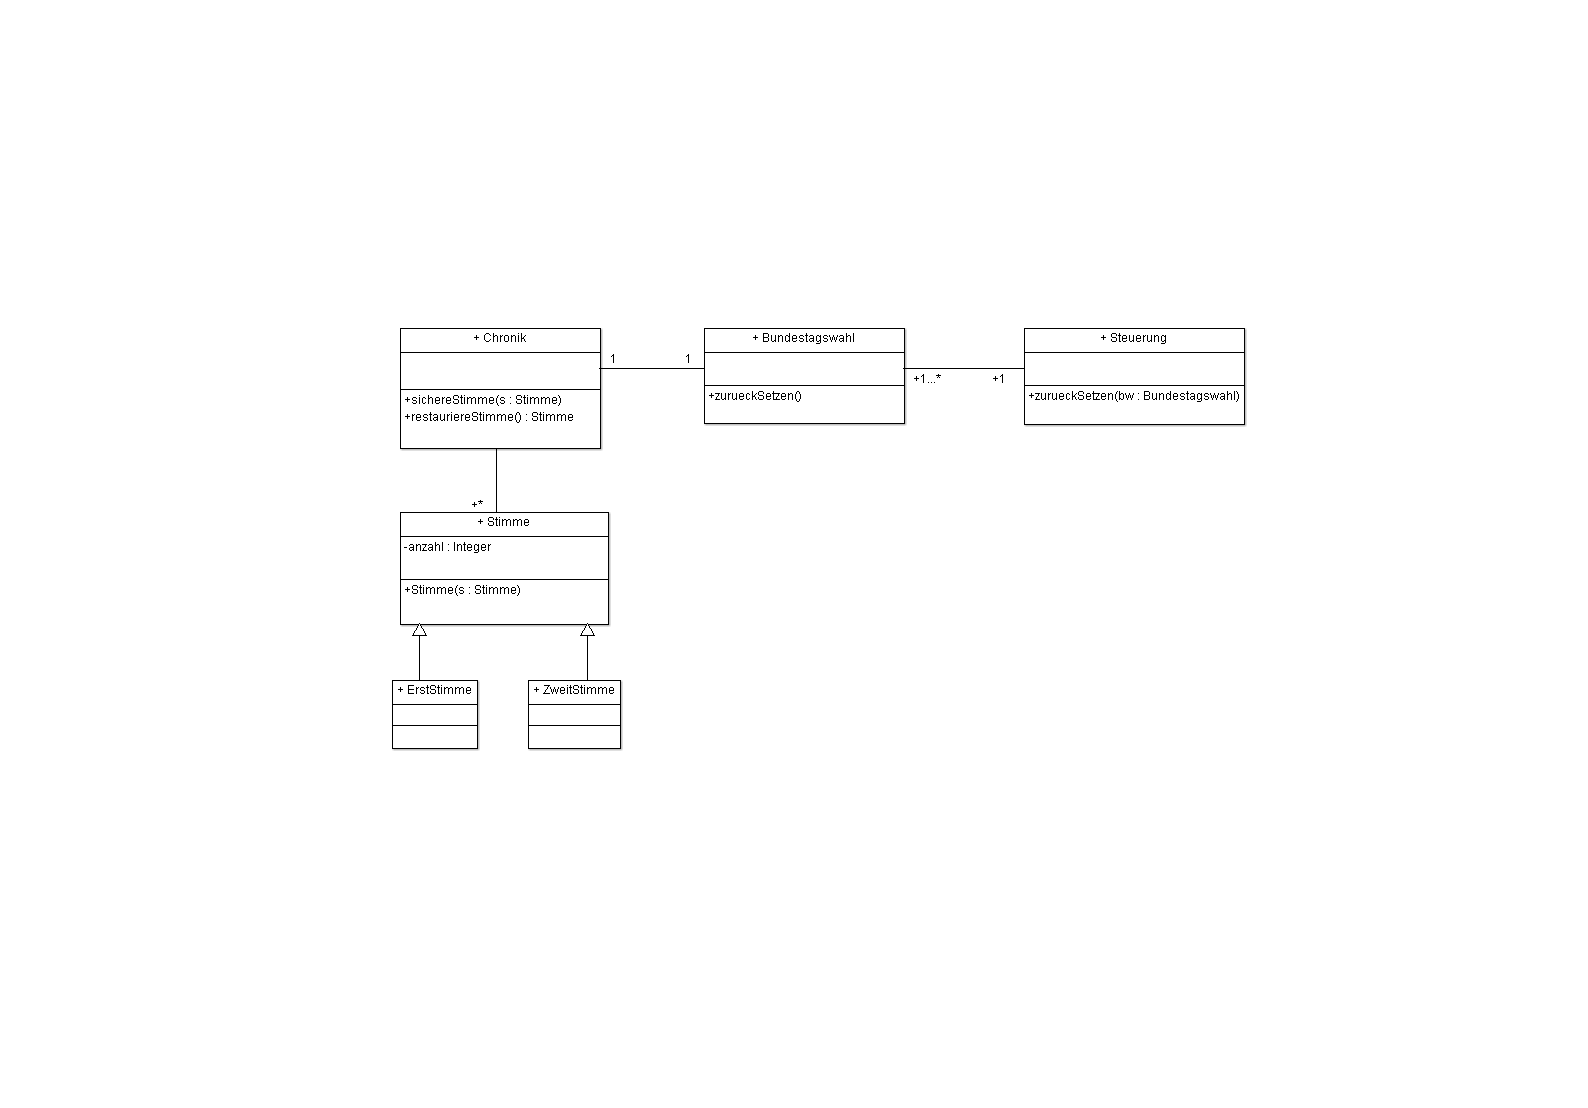 + Chronik
+sichereStimme(s : Stimme)
+restauriereStimme() : Stimme
1
1
+ Bundestagswahl
+zurueckSetzen()
+1...*
+1
+ Steuerung
+zurueckSetzen(bw : Bundestagswahl)
+*
+ Stimme
-anzahl : Integer
+Stimme(s : Stimme)
+ ErstStimme
+ ZweitStimme